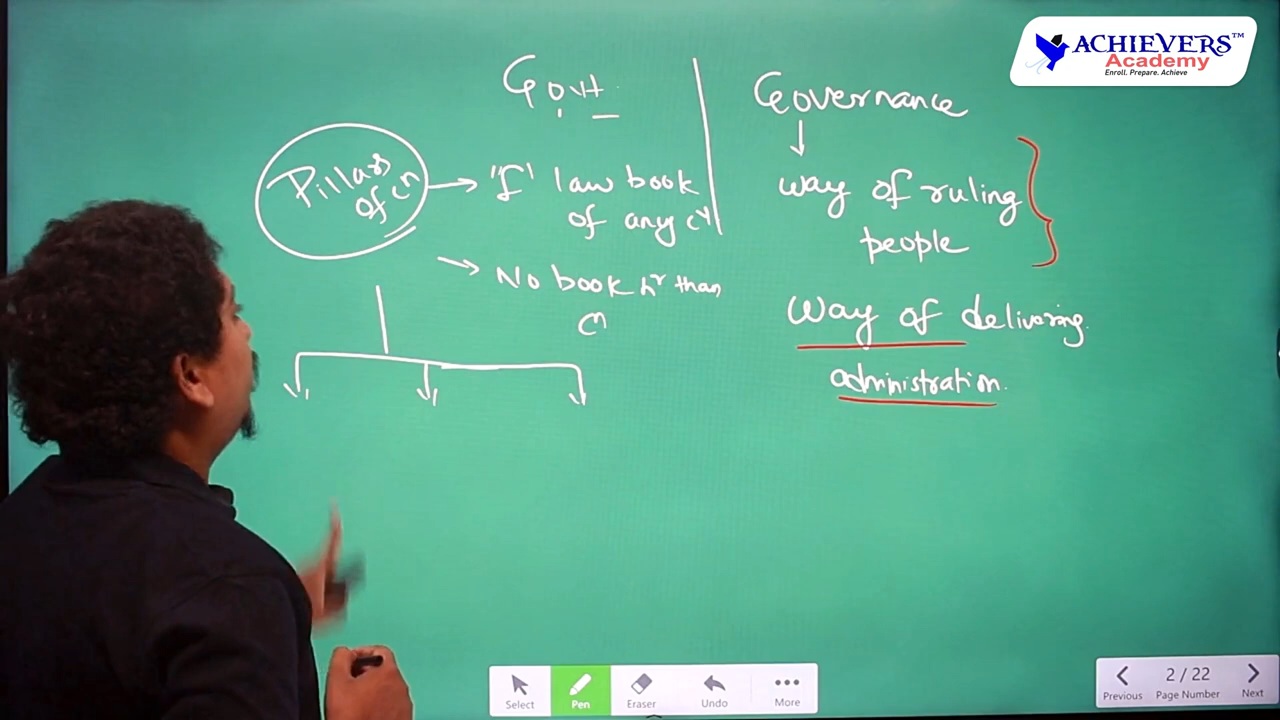 ACHIEVERS™
Academy
Enroll. Prepare. Achieve
Govt.
Pillars
of cn
'I' law book
of any cy
No book hr than
cn
Governance
way of ruling
people
way of delivering
administration.
Select
Pen
Eraser
Undo
More
Previous
2 / 22
Page Number
Next